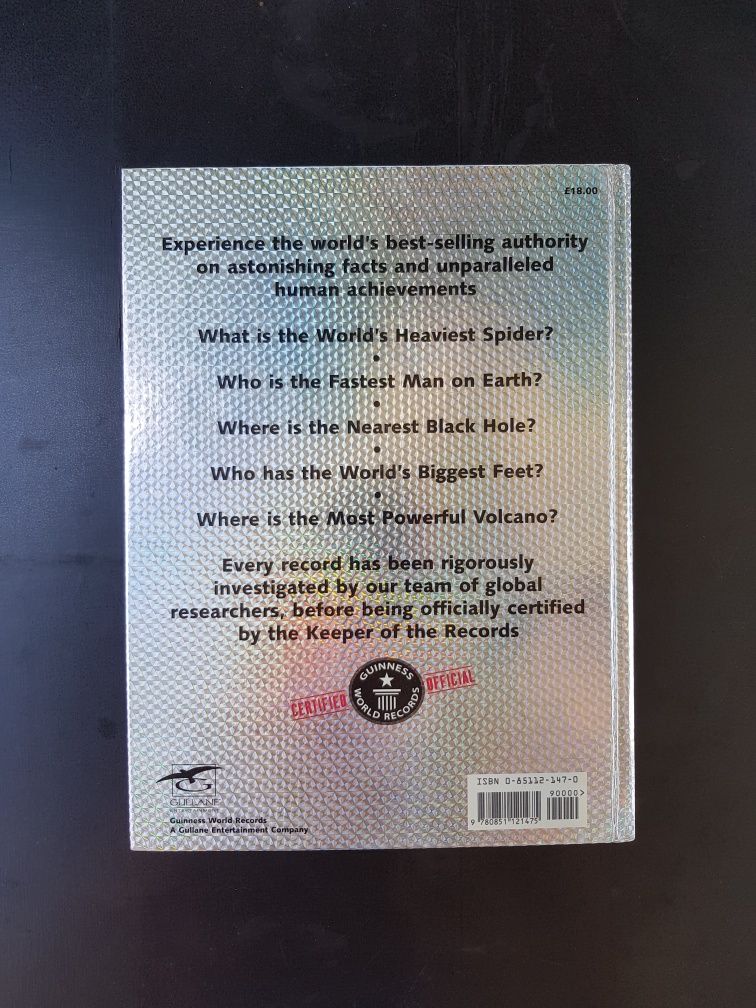 £18.00
Experience the world's best-selling authority
on astonishing facts and unparalleled
human achievements
What is the World's Heaviest Spider?
•
Who is the Fastest Man on Earth?
•
Where is the Nearest Black Hole?
•
Who has the World's Biggest Feet?
•
Where is the Most Powerful Volcano?
Every record has been rigorously
investigated by our team of global
researchers, before being officially certified
by the Keeper of the Records
CERTIFIED
GUINNESS
WORLD RECORDS
OFFICIAL
G
GULLANE
ENTERTAINMENT
Guinness World Records
A Gullane Entertainment Company
ISBN 0-85112-147-0
90000>
9 780851 121475